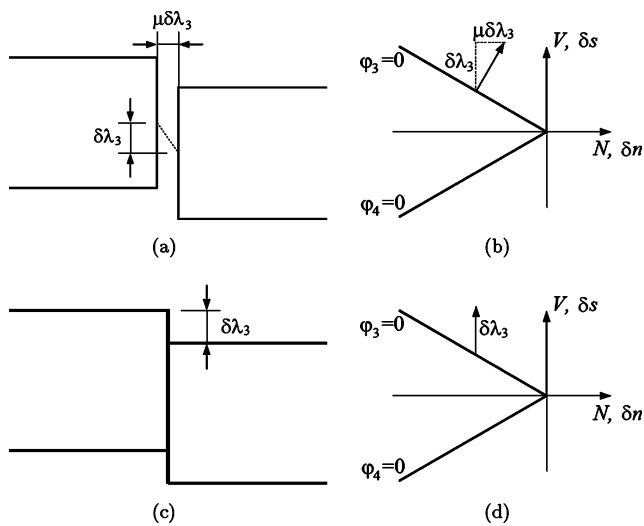 μδλ₃
δλ₃
(a)
V, δs
μδλ₃
δλ₃
φ₃=0
N, δn
φ₄=0
(b)
δλ₃
(c)
V, δs
δλ₃
φ₃=0
N, δn
φ₄=0
(d)